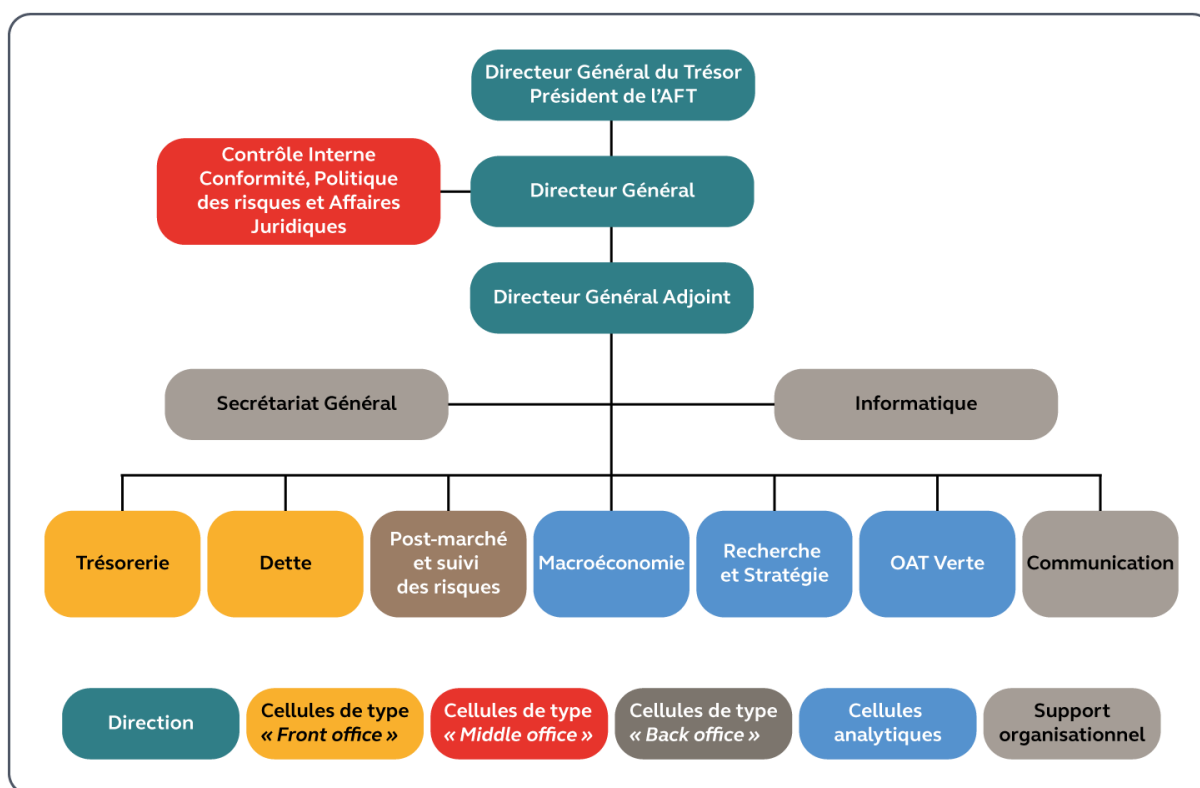 Directeur Général du Trésor
Président de l’AFT
Contrôle Interne
Conformité, Politique
des risques et Affaires
Juridiques
Directeur Général
Directeur Général Adjoint
Secrétariat Général
Informatique
Trésorerie
Dette
Post-marché
et suivi
des risques
Macroéconomie
Recherche
et Stratégie
OAT Verte
Communication
Direction
Cellules de type
« Front office »
Cellules de type
« Middle office »
Cellules de type
« Back office »
Cellules
analytiques
Support
organisationnel